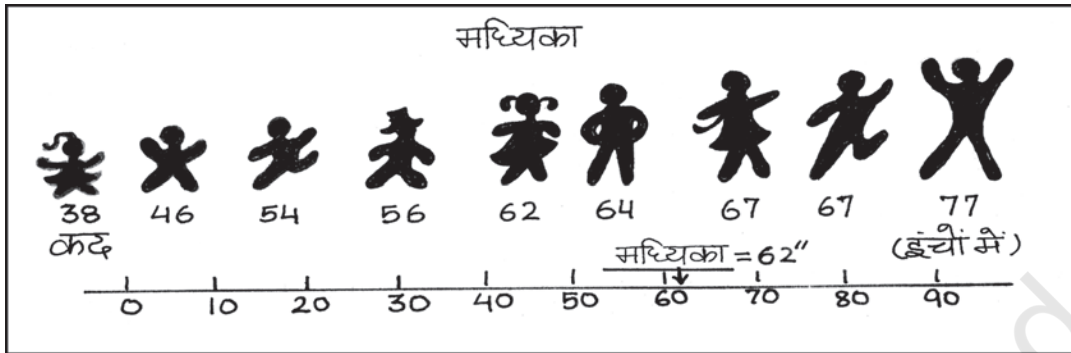 मध्यिका
38 46 54 56 62 64 67 67 77
कद (इंचों में)
मध्यिका = 62"
0 10 20 30 40 50 60 70 80 90
d